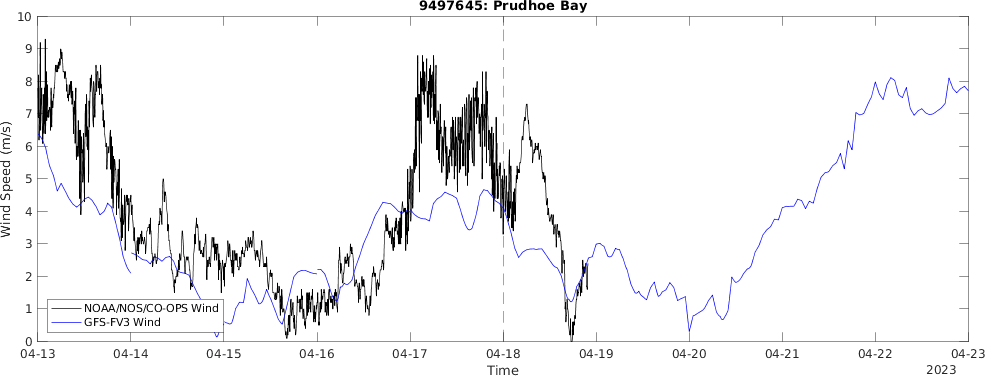 9497645: Prudhoe Bay
Wind Speed (m/s)
10
9
8
7
6
5
4
3
2
1
0
NOAA/NOS/CO-OPS Wind
GFS-FV3 Wind
04-13 04-14 04-15 04-16 04-17 04-18 04-19 04-20 04-21 04-22 04-23
Time
2023